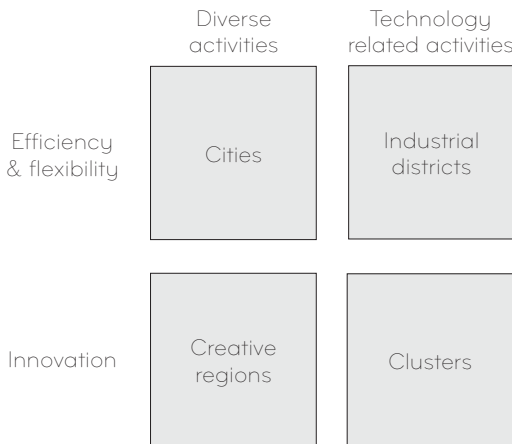 Diverse
activities
Technology
related activities
Efficiency
& flexibility
Cities
Industrial
districts
Innovation
Creative
regions
Clusters